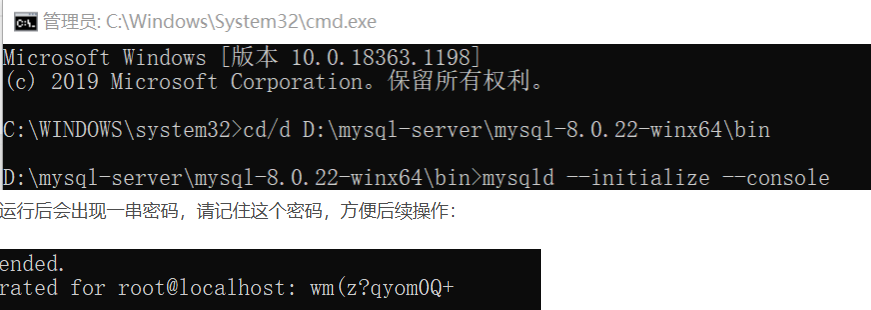 管理员: C:\Windows\System32\cmd.exe
Microsoft Windows [版本 10.0.18363.1198]
(c) 2019 Microsoft Corporation。保留所有权利。
C:\WINDOWS\system32>cd/d D:\mysql-server\mysql-8.0.22-winx64\bin
D:\mysql-server\mysql-8.0.22-winx64\bin>mysqld --initialize --console
运行后会出现一串密码，请记住这个密码，方便后续操作：
ended.
rated for root@localhost: wm(z?qyom0Q+